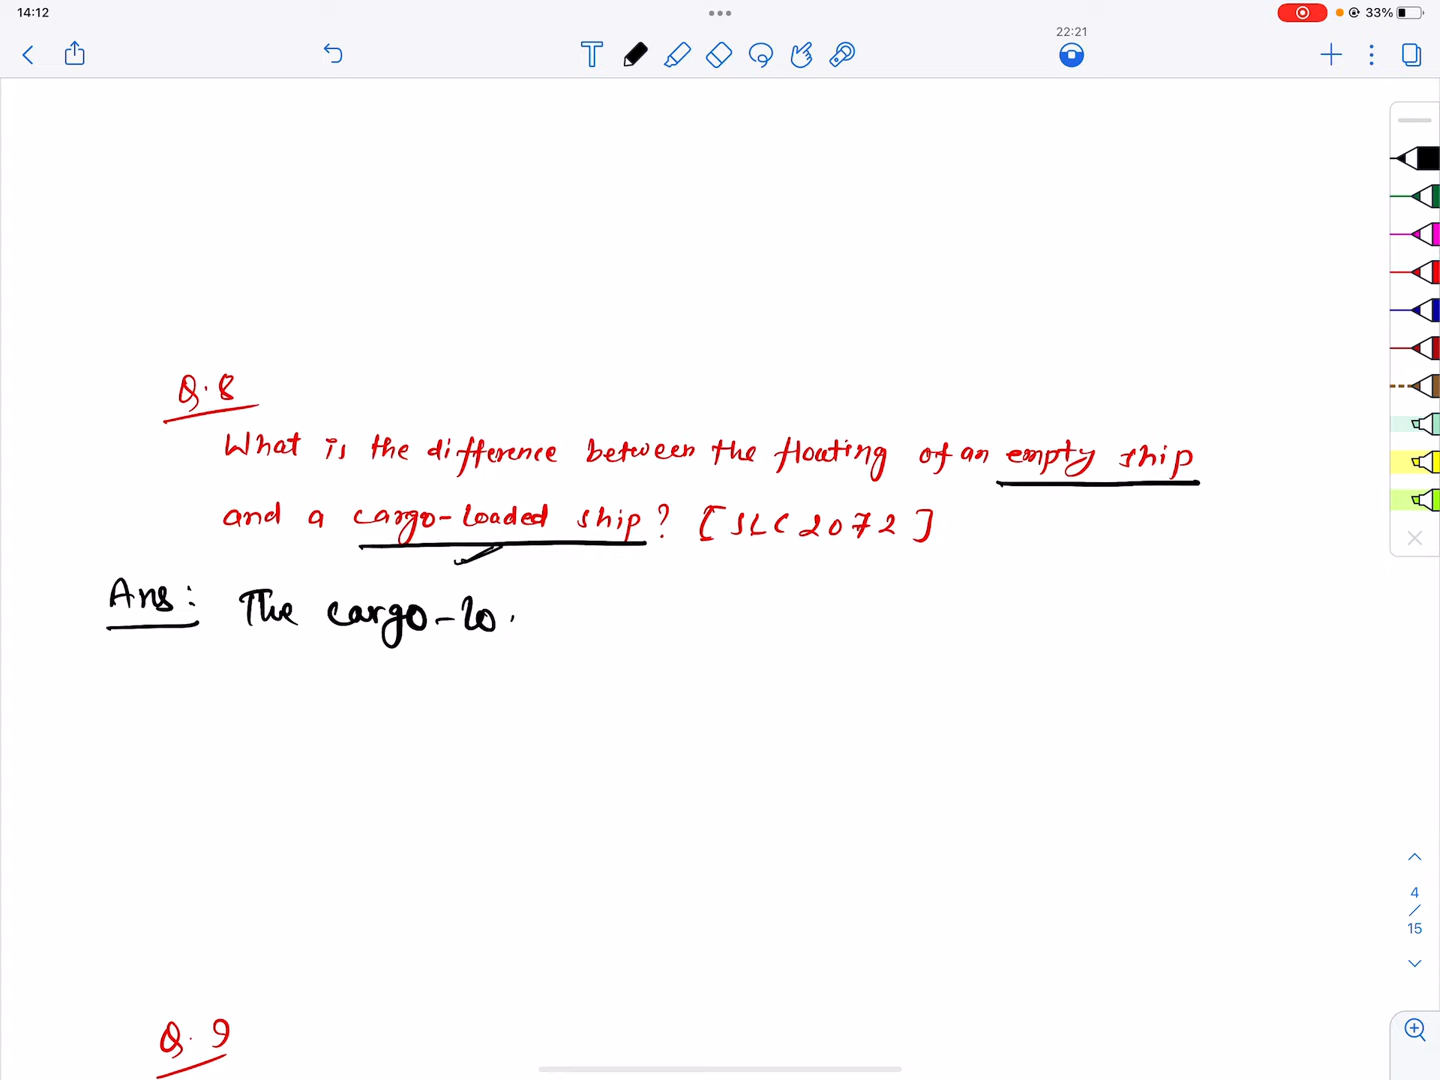 14:12
33%
22:21
Q.8
What is the difference between the floating of an empty ship
and a cargo-loaded ship? [SLC 2072]
Ans: The cargo-lo
4
/
15
Q.9